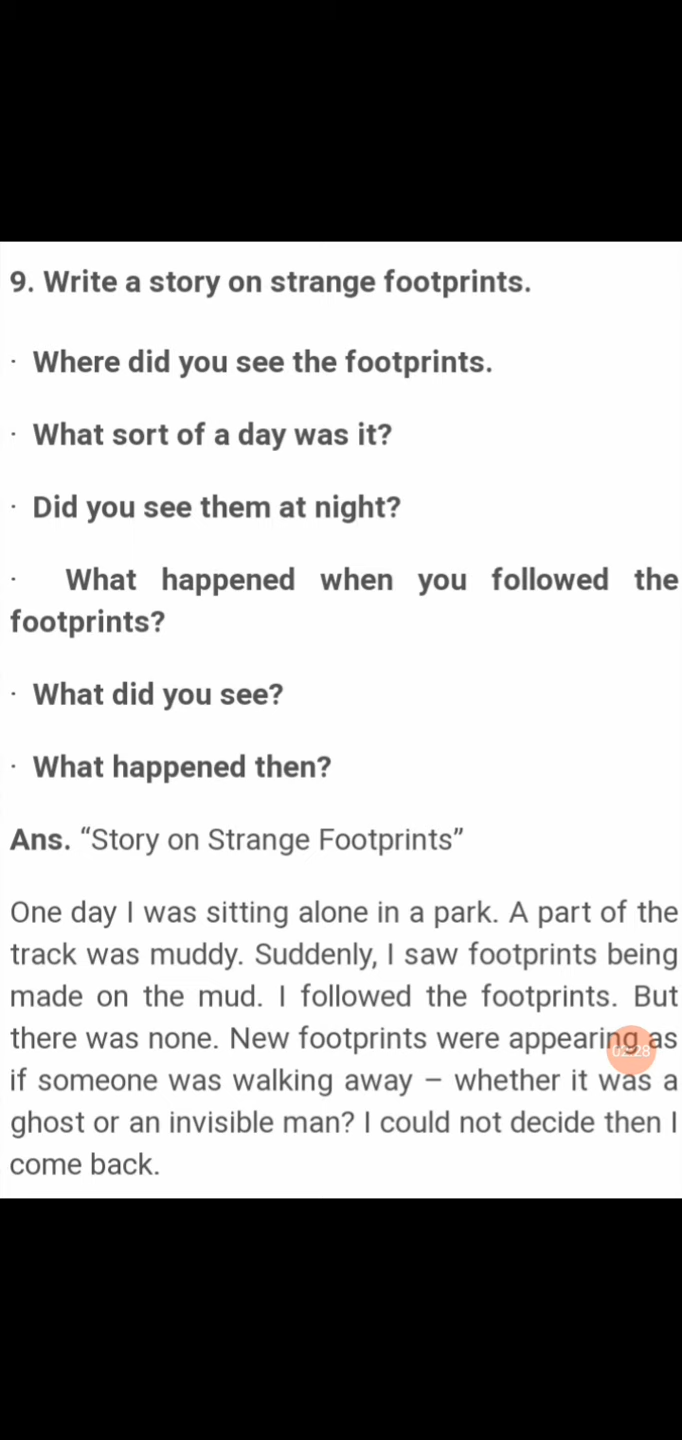 9. Write a story on strange footprints.
· Where did you see the footprints.
· What sort of a day was it?
· Did you see them at night?
· What happened when you followed the
footprints?
· What did you see?
· What happened then?
Ans. “Story on Strange Footprints”
One day I was sitting alone in a park. A part of the
track was muddy. Suddenly, I saw footprints being
made on the mud. I followed the footprints. But
there was none. New footprints were appearing as
02:28
if someone was walking away – whether it was a
ghost or an invisible man? I could not decide then I
come back.